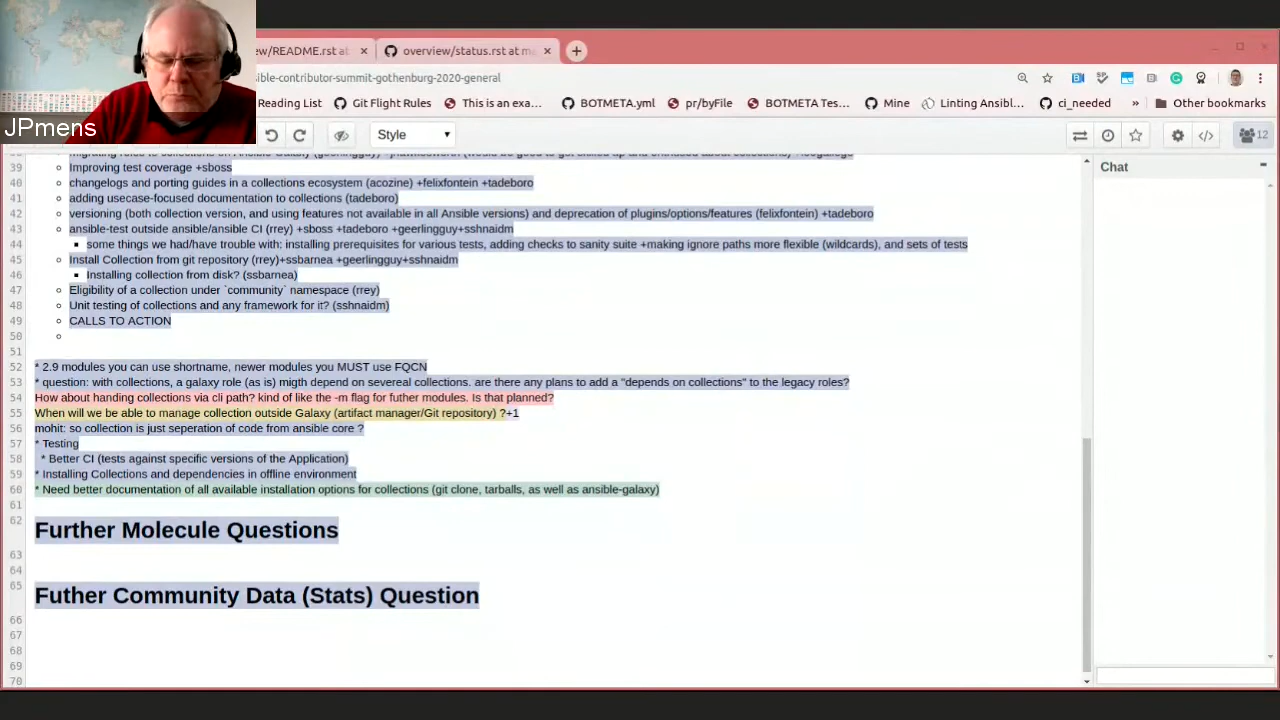 ew/README.rst at
overview/status.rst at ma
sible-contributor-summit-gothenburg-2020-general
Reading List
Git Flight Rules
This is an exa…
BOTMETA.yml
pr/byFile
BOTMETA Tes…
Mine
Linting Ansibl…
ci_needed
»
Other bookmarks
JPmens
Style
12
Chat
39 Improving test coverage +sboss
40 changelogs and porting guides in a collections ecosystem (acozine) +felixfontein +tadeboro
41 adding usecase-focused documentation to collections (tadeboro)
42 versioning (both collection version, and using features not available in all Ansible versions) and deprecation of plugins/options/features (felixfontein) +tadeboro
43 ansible-test outside ansible/ansible CI (rrey) +sboss +tadeboro +geerlingguy+sshnaidm
44 some things we had/have trouble with: installing prerequisites for various tests, adding checks to sanity suite +making ignore paths more flexible (wildcards), and sets of tests
45 Install Collection from git repository (rrey)+ssbarnea +geerlingguy+sshnaidm
46 Installing collection from disk? (ssbarnea)
47 Eligibility of a collection under `community` namespace (rrey)
48 Unit testing of collections and any framework for it? (sshnaidm)
49 CALLS TO ACTION
50
51
52 * 2.9 modules you can use shortname, newer modules you MUST use FQCN
53 * question: with collections, a galaxy role (as is) migth depend on severeal collections. are there any plans to add a "depends on collections" to the legacy roles?
54 How about handing collections via cli path? kind of like the -m flag for futher modules. Is that planned?
55 When will we be able to manage collection outside Galaxy (artifact manager/Git repository) ?+1
56 mohit: so collection is just seperation of code from ansible core ?
57 * Testing
58 * Better CI (tests against specific versions of the Application)
59 * Installing Collections and dependencies in offline environment
60 * Need better documentation of all available installation options for collections (git clone, tarballs, as well as ansible-galaxy)
61
62 Further Molecule Questions
63
64
65 Futher Community Data (Stats) Question
66
67
68
69
70